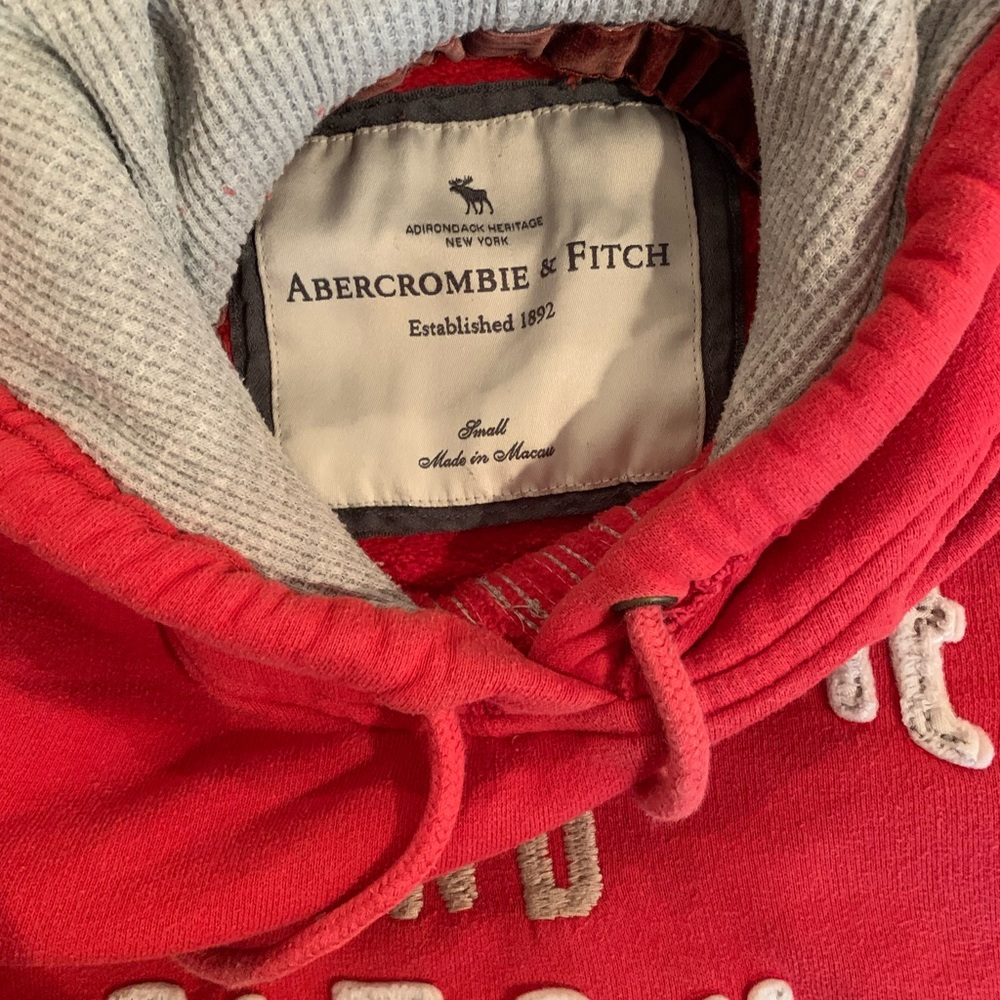 ADIRONDACK HERITAGE
NEW YORK
ABERCROMBIE & FITCH
Established 1892
Small
Made in Macau